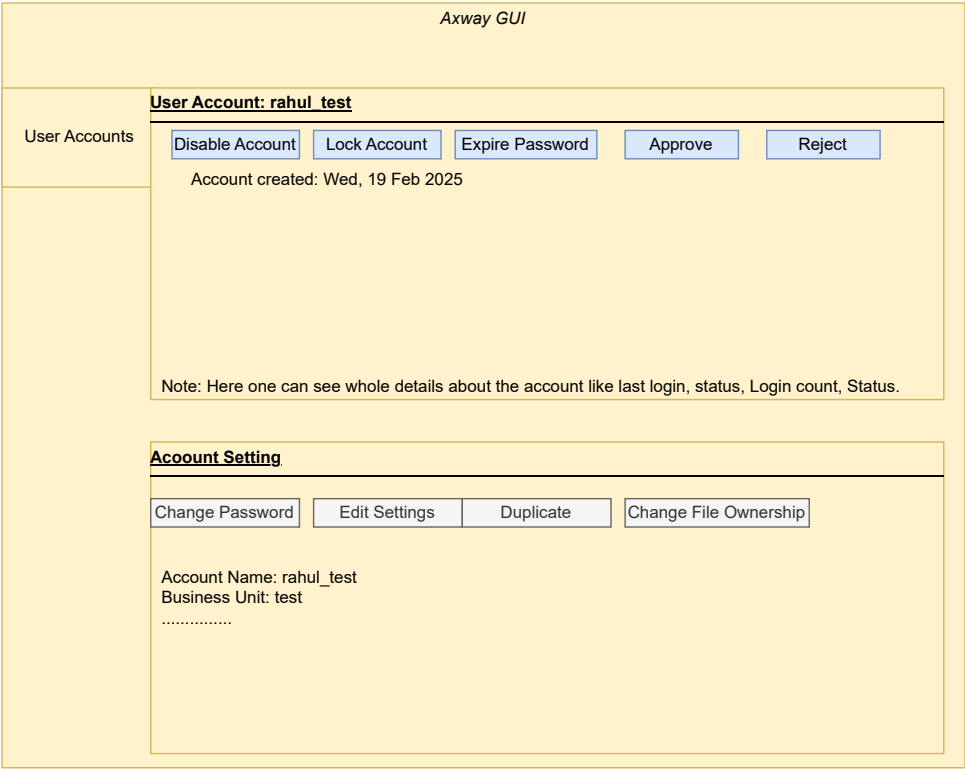 Axway GUI
User Accounts
User Account: rahul_test
Disable Account
Lock Account
Expire Password
Approve
Reject
Account created: Wed, 19 Feb 2025
Note: Here one can see whole details about the account like last login, status, Login count, Status.
Acoount Setting
Change Password
Edit Settings
Duplicate
Change File Ownership
Account Name: rahul_test
Business Unit: test
...............